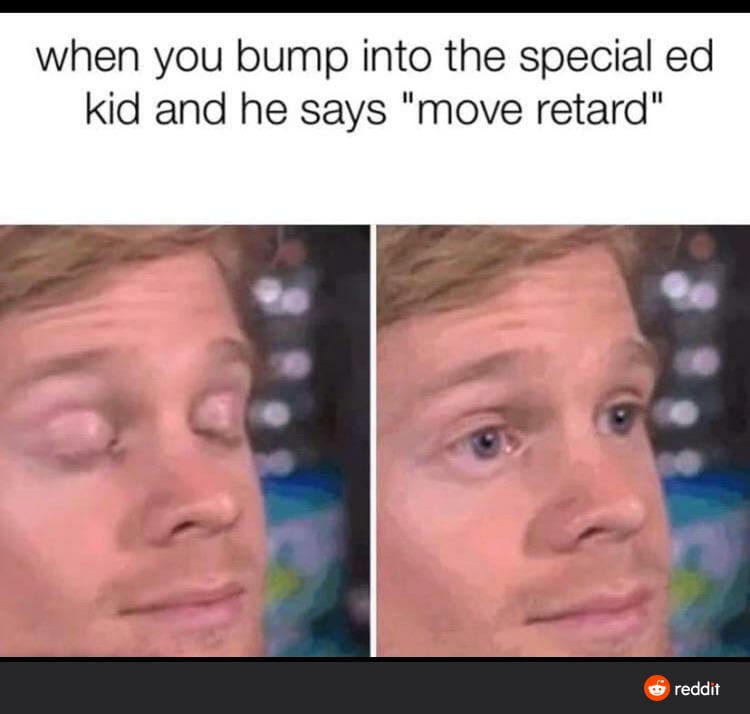 when you bump into the special ed
kid and he says "move retard"
reddit